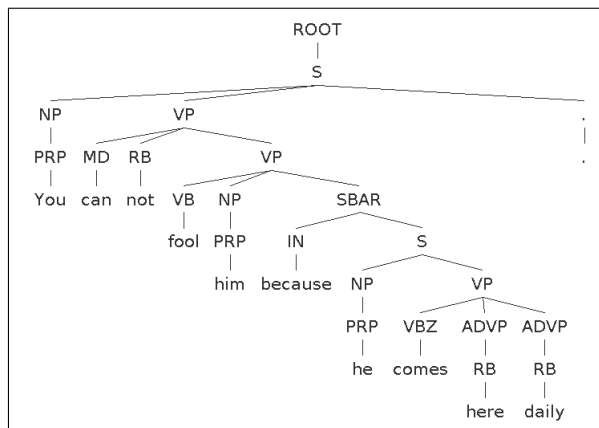 ROOT
S
NP VP .
PRP MD RB VP .
You can not VB NP SBAR
fool PRP IN S
him because NP VP
PRP VBZ ADVP ADVP
he comes RB RB
here daily